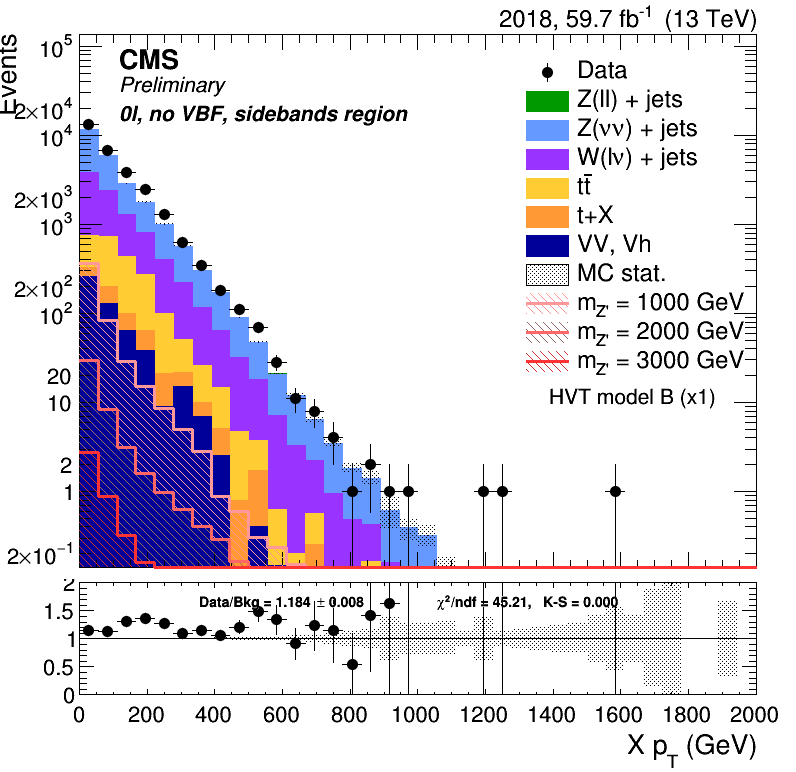 2018, 59.7 fb⁻¹ (13 TeV)
Events
CMS
Preliminary
0l, no VBF, sidebands region
Data
Z(ll) + jets
Z(νν) + jets
W(lν) + jets
tt̄
t+X
VV, Vh
MC stat.
m_Z' = 1000 GeV
m_Z' = 2000 GeV
m_Z' = 3000 GeV
HVT model B (x1)
10⁵
2×10⁴
10⁴
2×10³
10³
2×10²
10²
20
10
2
1
2×10⁻¹
Data/Bkg = 1.184 ± 0.008
χ²/ndf = 45.21, K-S = 0.000
2
1.5
1
0.5
0
0 200 400 600 800 1000 1200 1400 1600 1800 2000
X p_T (GeV)